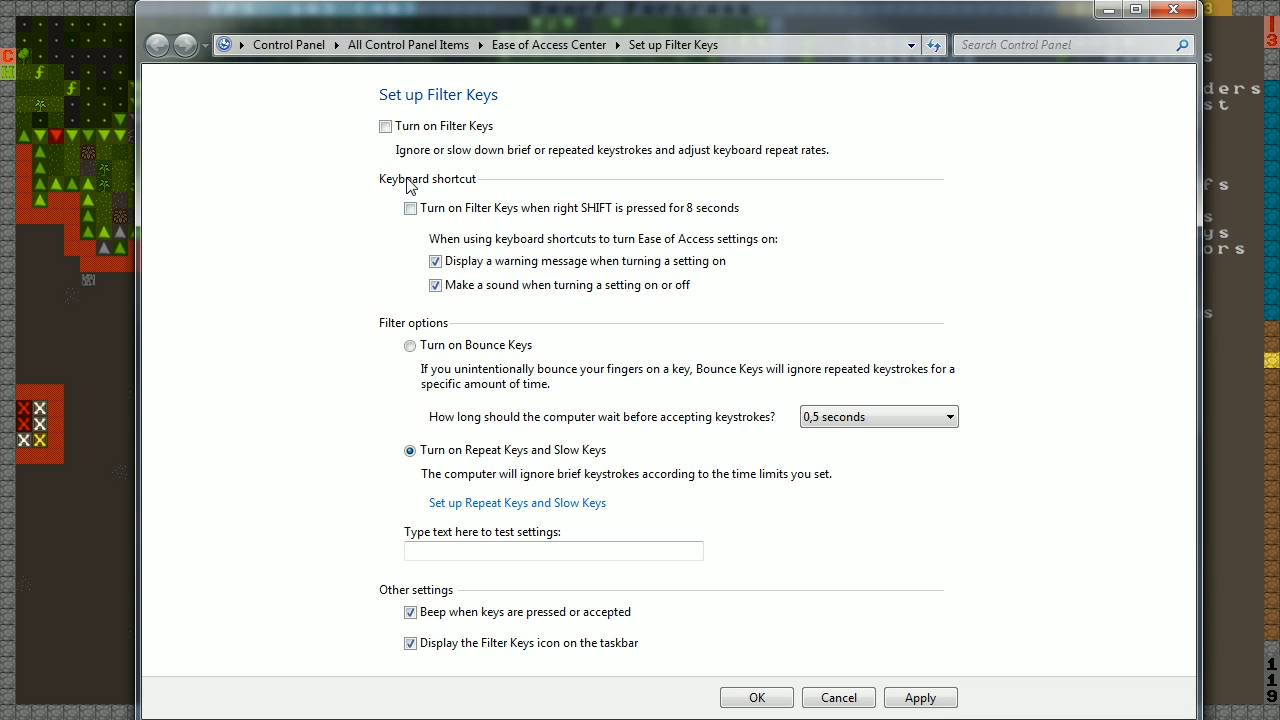 Control Panel All Control Panel Items Ease of Access Center Set up Filter Keys
Search Control Panel
Set up Filter Keys
Turn on Filter Keys
Ignore or slow down brief or repeated keystrokes and adjust keyboard repeat rates.
Keyboard shortcut
Turn on Filter Keys when right SHIFT is pressed for 8 seconds
When using keyboard shortcuts to turn Ease of Access settings on:
Display a warning message when turning a setting on
Make a sound when turning a setting on or off
Filter options
Turn on Bounce Keys
If you unintentionally bounce your fingers on a key, Bounce Keys will ignore repeated keystrokes for a
specific amount of time.
How long should the computer wait before accepting keystrokes?
0,5 seconds
Turn on Repeat Keys and Slow Keys
The computer will ignore brief keystrokes according to the time limits you set.
Set up Repeat Keys and Slow Keys
Type text here to test settings:
Other settings
Beep when keys are pressed or accepted
Display the Filter Keys icon on the taskbar
OK
Cancel
Apply